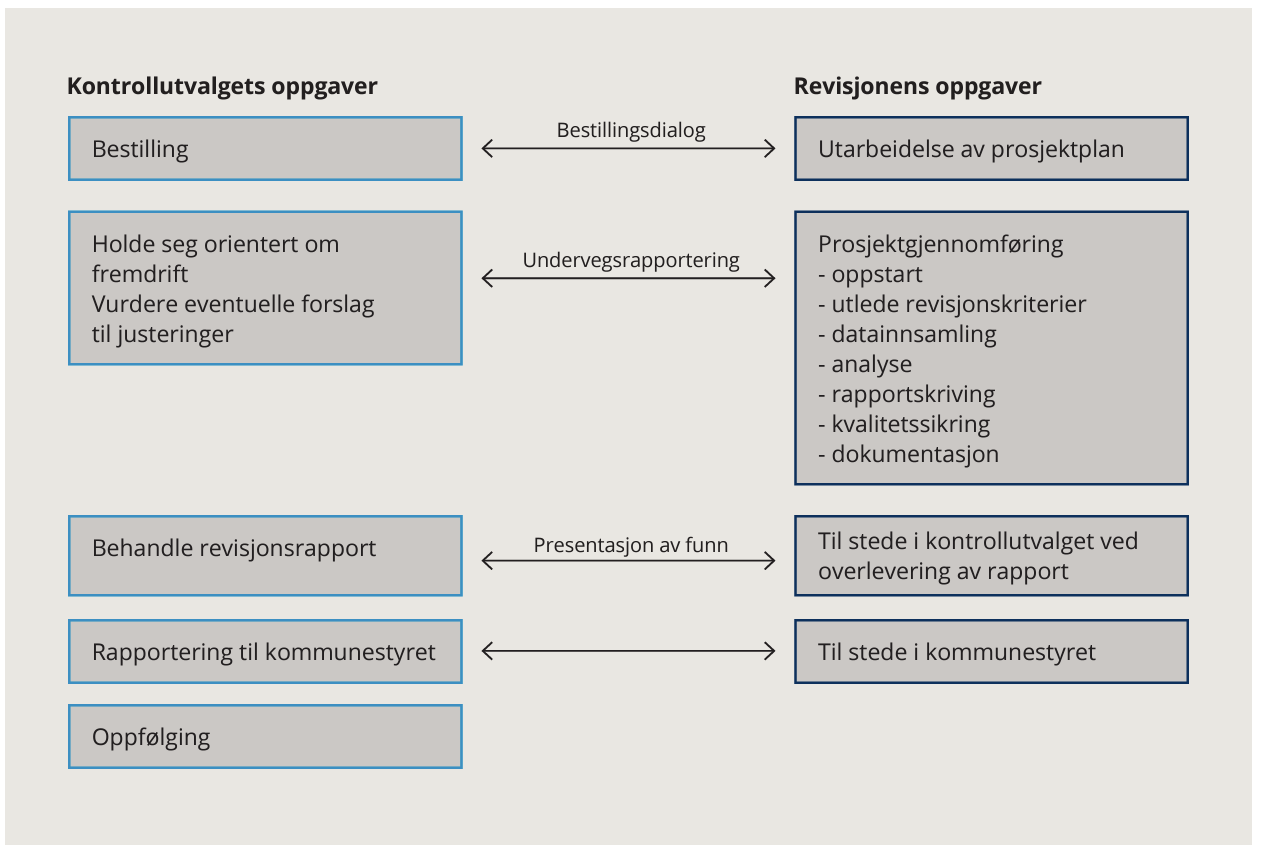 Kontrollutvalgets oppgaver
Revisjonens oppgaver
Bestilling
Bestillingsdialog
Utarbeidelse av prosjektplan
Holde seg orientert om
fremdrift
Vurdere eventuelle forslag
til justeringer
Undervegsrapportering
Prosjektgjennomføring
- oppstart
- utlede revisjonskriterier
- datainnsamling
- analyse
- rapportskriving
- kvalitetssikring
- dokumentasjon
Behandle revisjonsrapport
Presentasjon av funn
Til stede i kontrollutvalget ved
overlevering av rapport
Rapportering til kommunestyret
Til stede i kommunestyret
Oppfølging